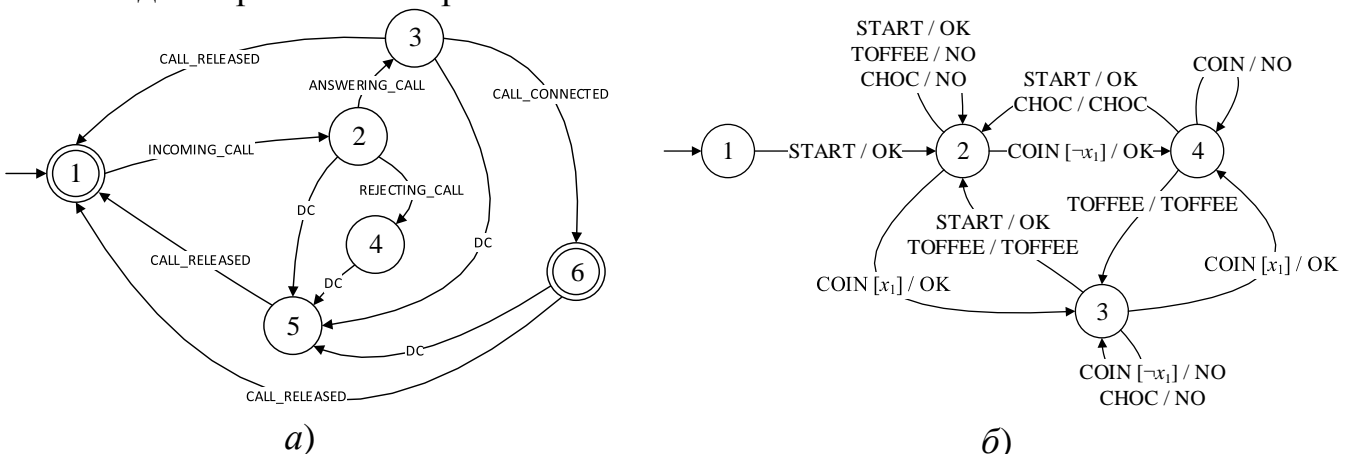 3
CALL_RELEASED
ANSWERING_CALL
CALL_CONNECTED
2
INCOMING_CALL
1
REJECTING_CALL
DC
4
DC
CALL_RELEASED
DC
6
5
DC
CALL_RELEASED
а)
START / OK
TOFFEE / NO
CHOC / NO
COIN / NO
START / OK
CHOC / CHOC
1
START / OK
2
COIN [¬x₁] / OK
4
TOFFEE / TOFFEE
START / OK
TOFFEE / TOFFEE
COIN [x₁] / OK
COIN [x₁] / OK
3
COIN [¬x₁] / NO
CHOC / NO
б)